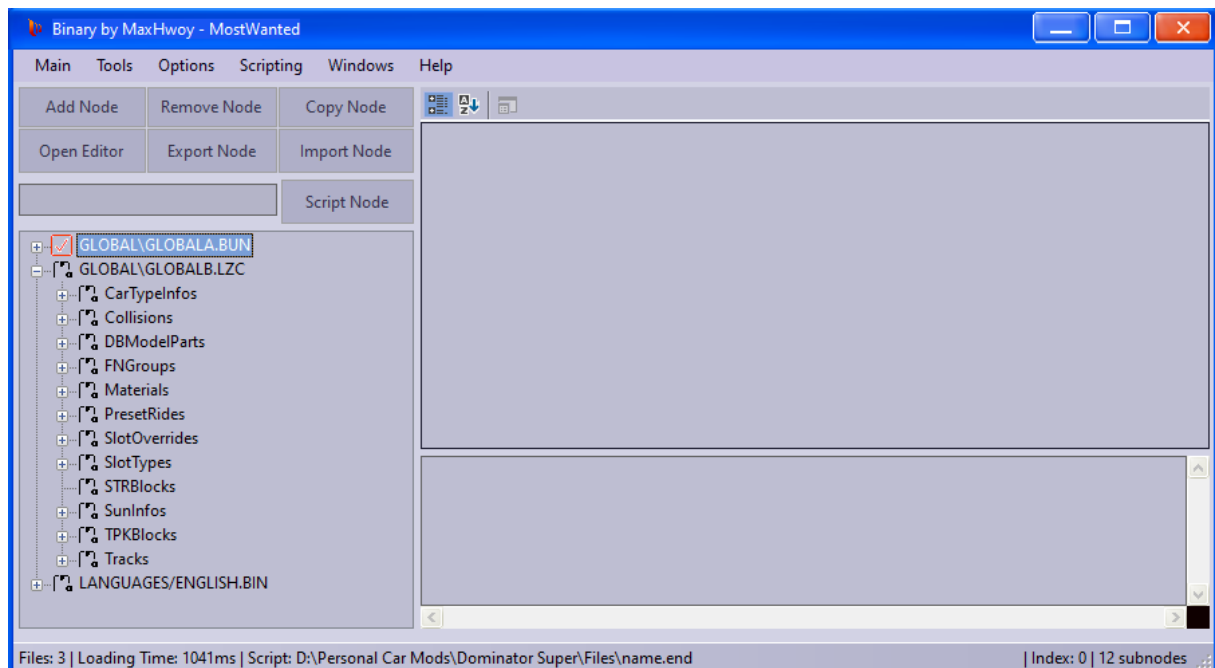 Binary by MaxHwoy - MostWanted
Main Tools Options Scripting Windows Help
Add Node Remove Node Copy Node
Open Editor Export Node Import Node
Script Node
GLOBAL\GLOBALA.BUN
GLOBAL\GLOBALB.LZC
CarTypeInfos
Collisions
DBModelParts
FNGroups
Materials
PresetRides
SlotOverrides
SlotTypes
STRBlocks
SunInfos
TPKBlocks
Tracks
LANGUAGES/ENGLISH.BIN
Files: 3 | Loading Time: 1041ms | Script: D:\Personal Car Mods\Dominator Super\Files\name.end | Index: 0 | 12 subnodes